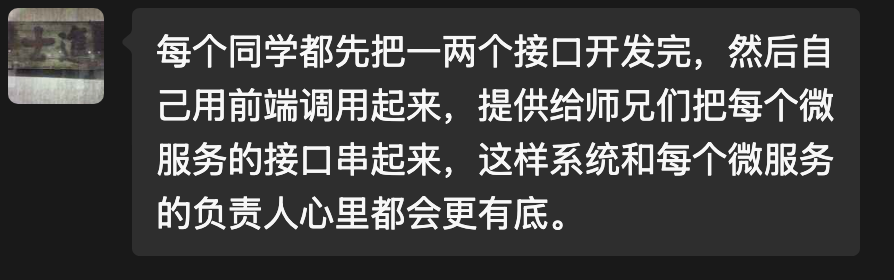 每个同学都先把一两个接口开发完，然后自
己用前端调用起来，提供给师兄们把每个微
服务的接口串起来，这样系统和每个微服务
的负责人心里都会更有底。